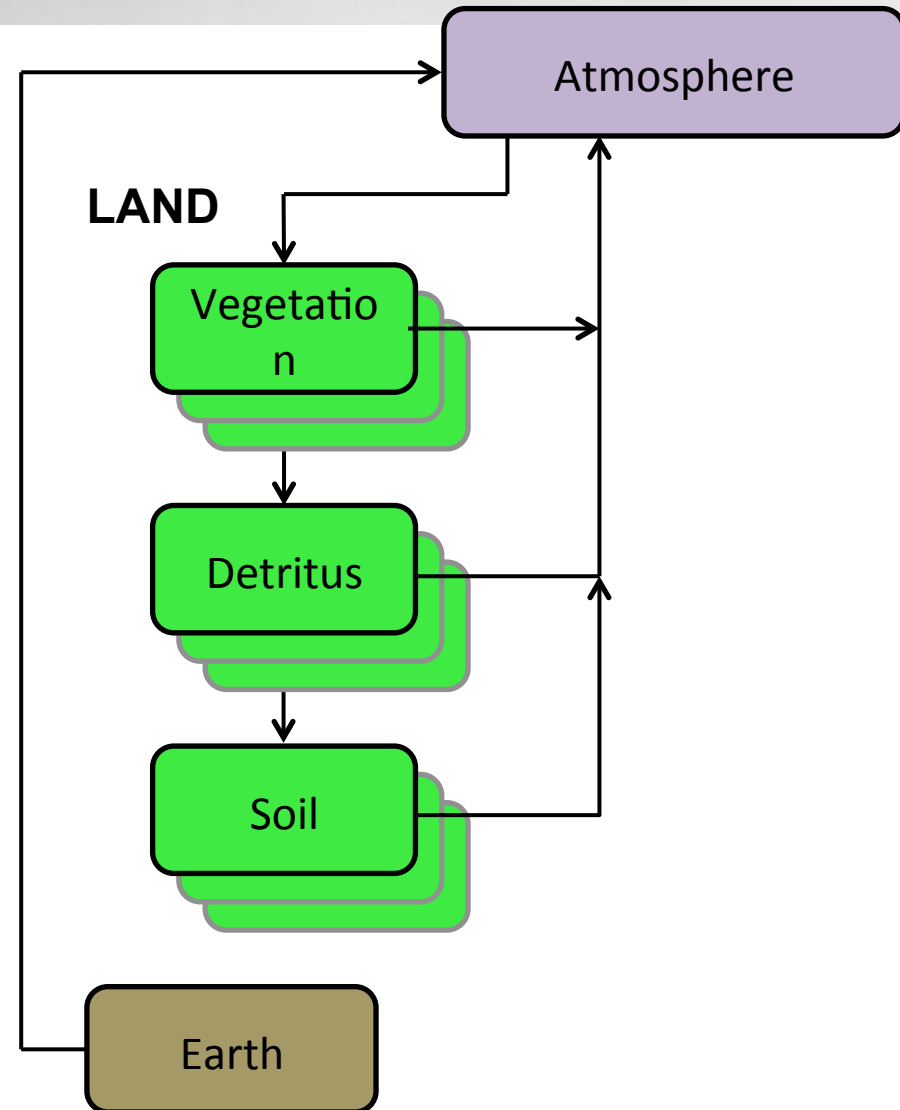 Atmosphere
LAND
Vegetatio
n
Detritus
Soil
Earth